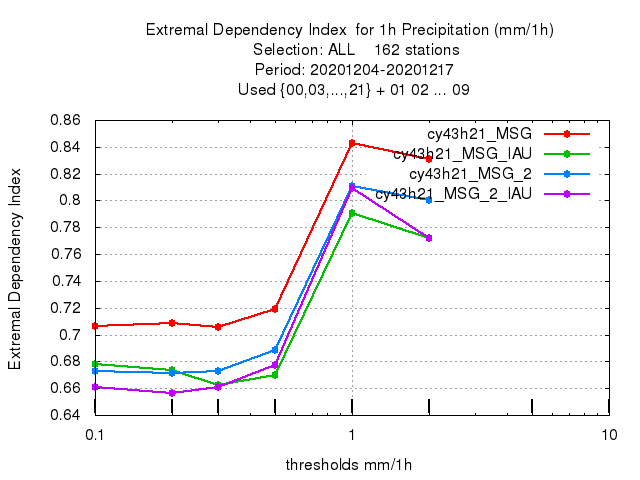 Extremal Dependency Index  for 1h Precipitation (mm/1h)
Selection: ALL    162 stations
Period: 20201204-20201217
Used {00,03,...,21} + 01 02 ... 09
Extremal Dependency Index
0.86
0.84
0.82
0.8
0.78
0.76
0.74
0.72
0.7
0.68
0.66
0.64
cy43h21_MSG
cy43h21_MSG_IAU
cy43h21_MSG_2
cy43h21_MSG_2_IAU
0.1 1 10
thresholds mm/1h